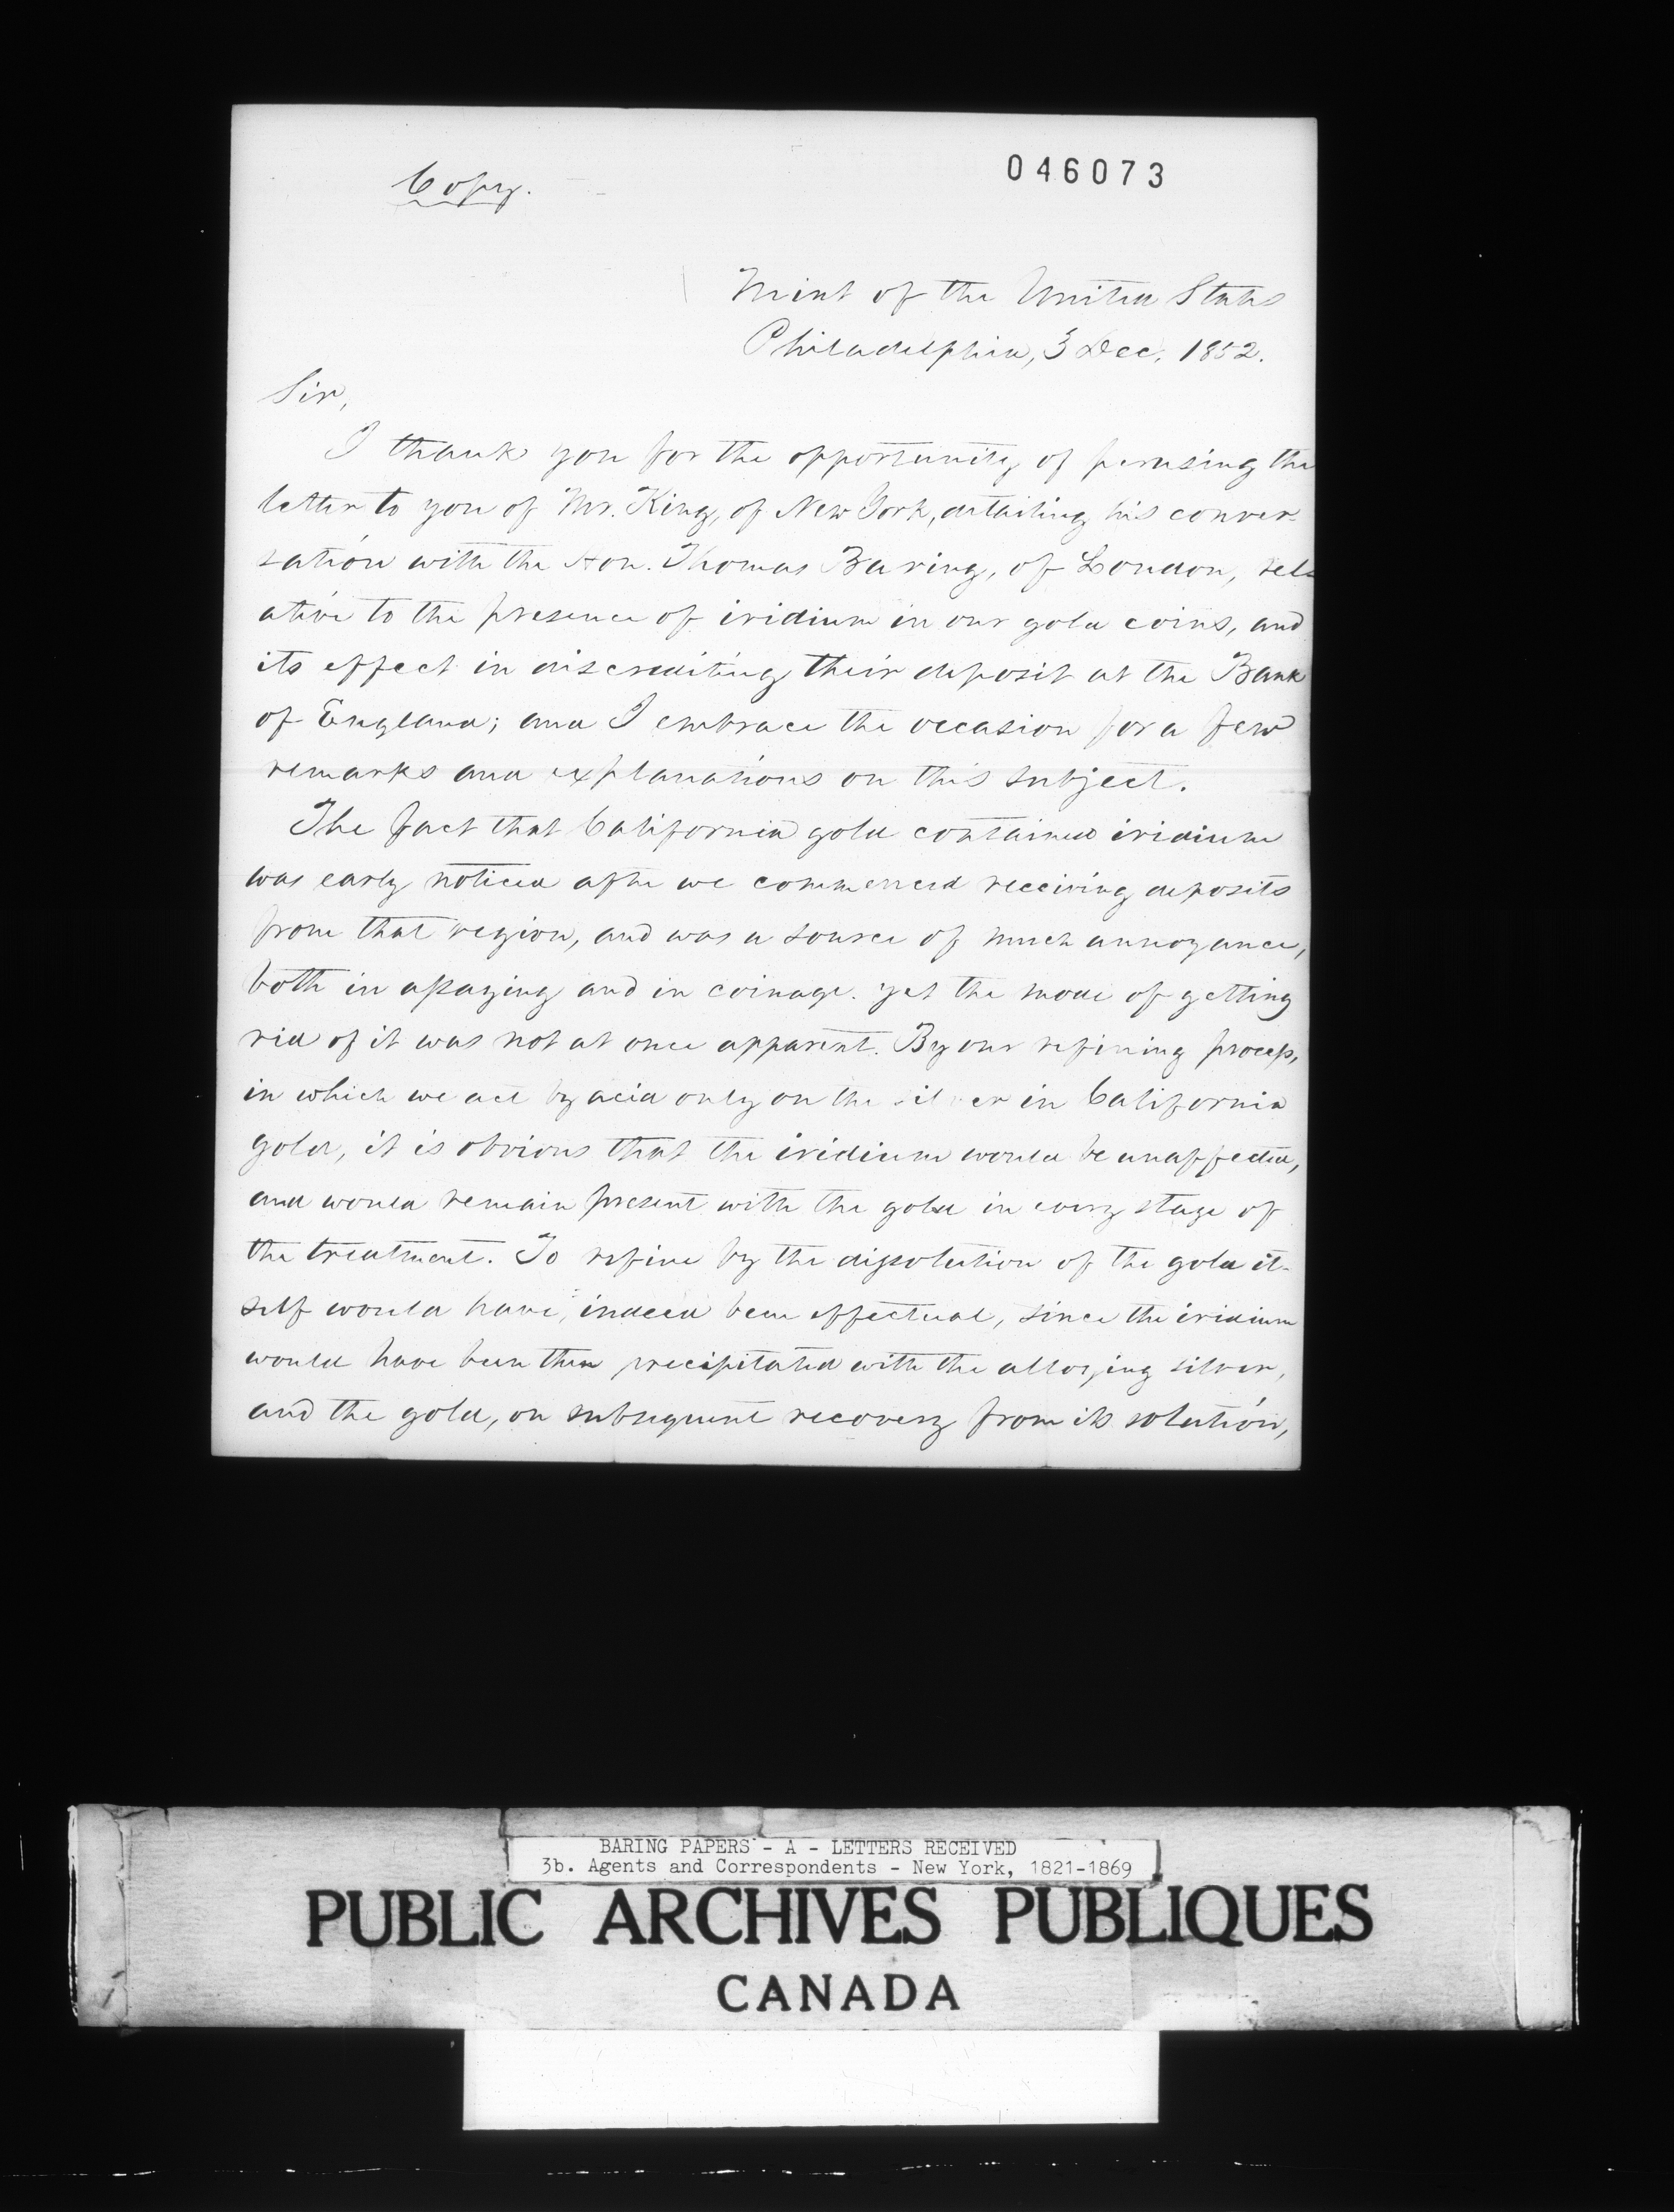 Copy.
046073
Mint of the United States
Philadelphia, 3 Dec. 1852.
Sir,
I thank you for the opportunity of perusing the
letter to you of Mr. King, of New York, detailing his conver-
sation with the Hon. Thomas Baring, of London, rel-
ative to the presence of iridium in our gold coins, and
its effect in discrediting their deposit at the Bank
of England; and I embrace the occasion for a few
remarks and explanations on this subject.
The fact that California gold contained iridium
was early noticed after we commenced receiving deposits
from that region, and was a source of much annoyance,
both in assaying and in coinage. Yet the mode of getting
rid of it was not at once apparent. By our refining process,
in which we act by acid only on the silver in California
gold, it is obvious that the iridium would be unaffected,
and would remain present with the gold in every stage of
the treatment. To refine by the dissolution of the gold it-
self would have indeed been effectual, since the iridium
would have been then precipitated with the alloying silver,
and the gold, on subsequent recovery from its solution,
BARING PAPERS - A - LETTERS RECEIVED
3b. Agents and Correspondents - New York, 1821-1869
PUBLIC ARCHIVES PUBLIQUES
CANADA